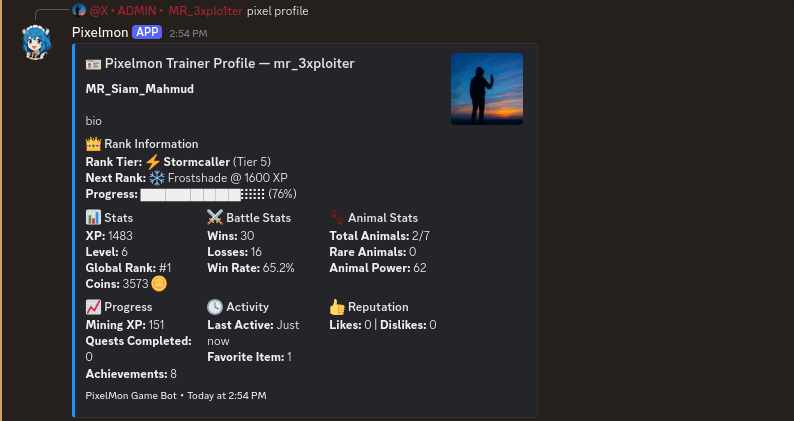 @X • ADMIN • MR_3xplo1ter pixel profile
Pixelmon APP 2:54 PM
Pixelmon Trainer Profile — mr_3xploiter
MR_Siam_Mahmud
bio
Rank Information
Rank Tier: ⚡ Stormcaller (Tier 5)
Next Rank: ❄️ Frostshade @ 1600 XP
Progress: (76%)
Stats
XP: 1483
Level: 6
Global Rank: #1
Coins: 3573
Battle Stats
Wins: 30
Losses: 16
Win Rate: 65.2%
Animal Stats
Total Animals: 2/7
Rare Animals: 0
Animal Power: 62
Progress
Mining XP: 151
Quests Completed:
0
Achievements: 8
Activity
Last Active: Just
now
Favorite Item: 1
Reputation
Likes: 0 | Dislikes: 0
PixelMon Game Bot • Today at 2:54 PM